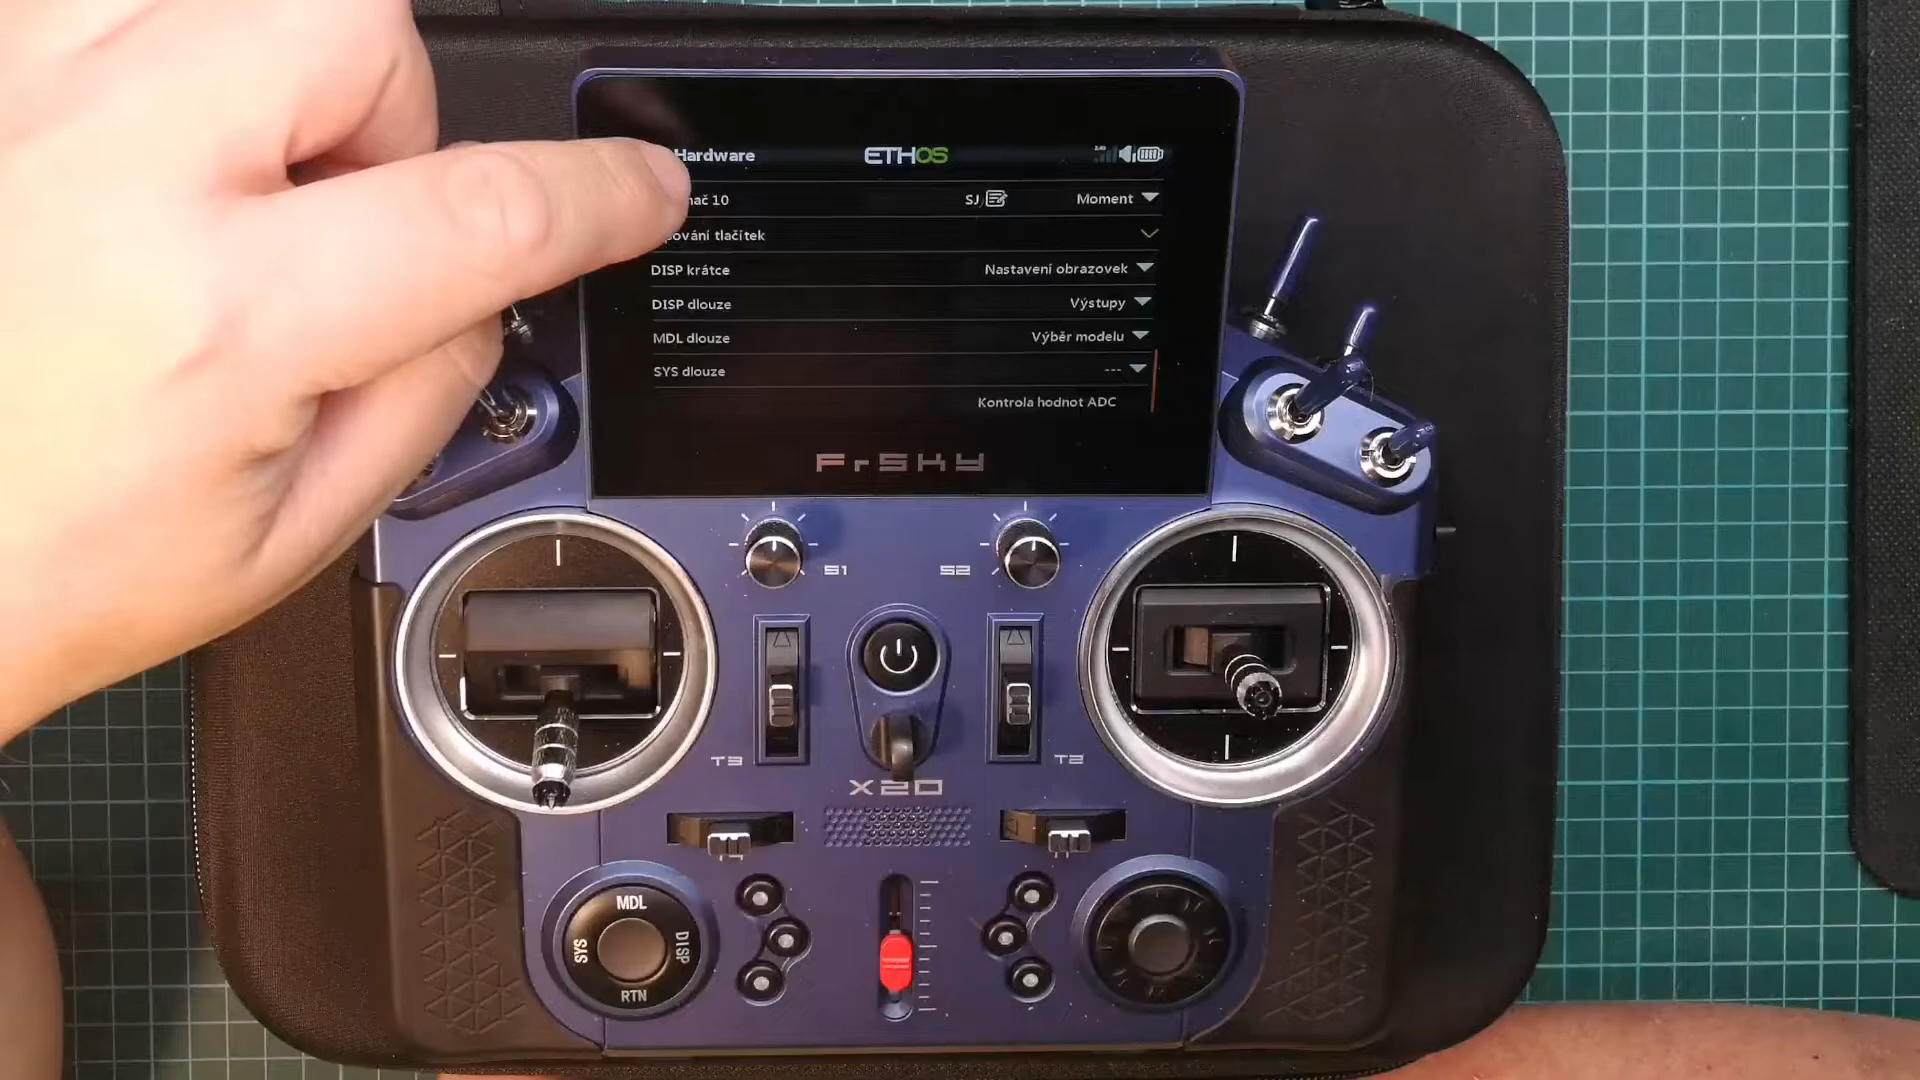 Hardware
ETHOS
nač 10 SJ Moment
pování tlačítek
DISP krátce Nastavení obrazovek
DISP dlouze Výstupy
MDL dlouze Výběr modelu
SYS dlouze ---
Kontrola hodnot ADC
FrSKY
S1
S2
T3
T2
X20
MDL
SYS
DISP
RTN